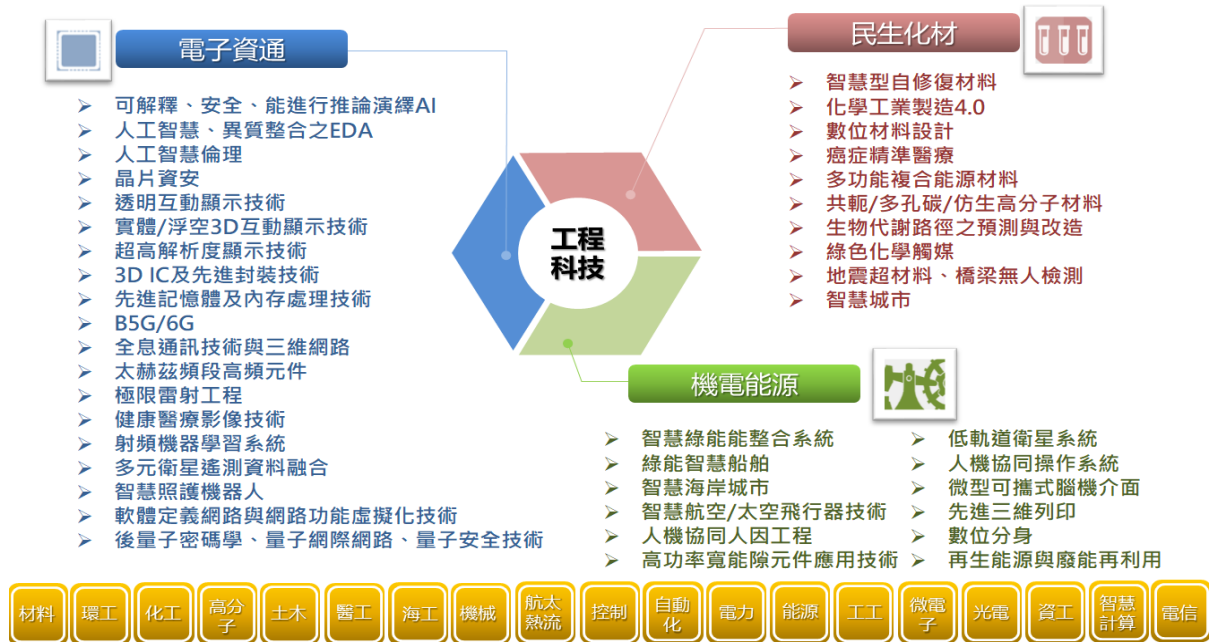 電子資通
可解釋、安全、能進行推論演繹AI
人工智慧、異質整合之EDA
人工智慧倫理
晶片資安
透明互動顯示技術
實體/浮空3D互動顯示技術
超高解析度顯示技術
3D IC及先進封裝技術
先進記憶體及內存處理技術
B5G/6G
全息通訊技術與三維網路
太赫茲頻段高頻元件
極限雷射工程
健康醫療影像技術
射頻機器學習系統
多元衛星遙測資料融合
智慧照護機器人
軟體定義網路與網路功能虛擬化技術
後量子密碼學、量子網際網路、量子安全技術
工程
科技
民生化材
智慧型自修復材料
化學工業製造4.0
數位材料設計
癌症精準醫療
多功能複合能源材料
共軛/多孔碳/仿生高分子材料
生物代謝路徑之預測與改造
綠色化學觸媒
地震超材料、橋梁無人檢測
智慧城市
機電能源
智慧綠能能整合系統
綠能智慧船舶
智慧海岸城市
智慧航空/太空飛行器技術
人機協同人因工程
高功率寬能隙元件應用技術
低軌道衛星系統
人機協同操作系統
微型可攜式腦機介面
先進三維列印
數位分身
再生能源與廢能再利用
材料
環工
化工
高分
子
土木
醫工
海工
機械
航太
熱流
控制
自動
化
電力
能源
工工
微電
子
光電
資工
智慧
計算
電信